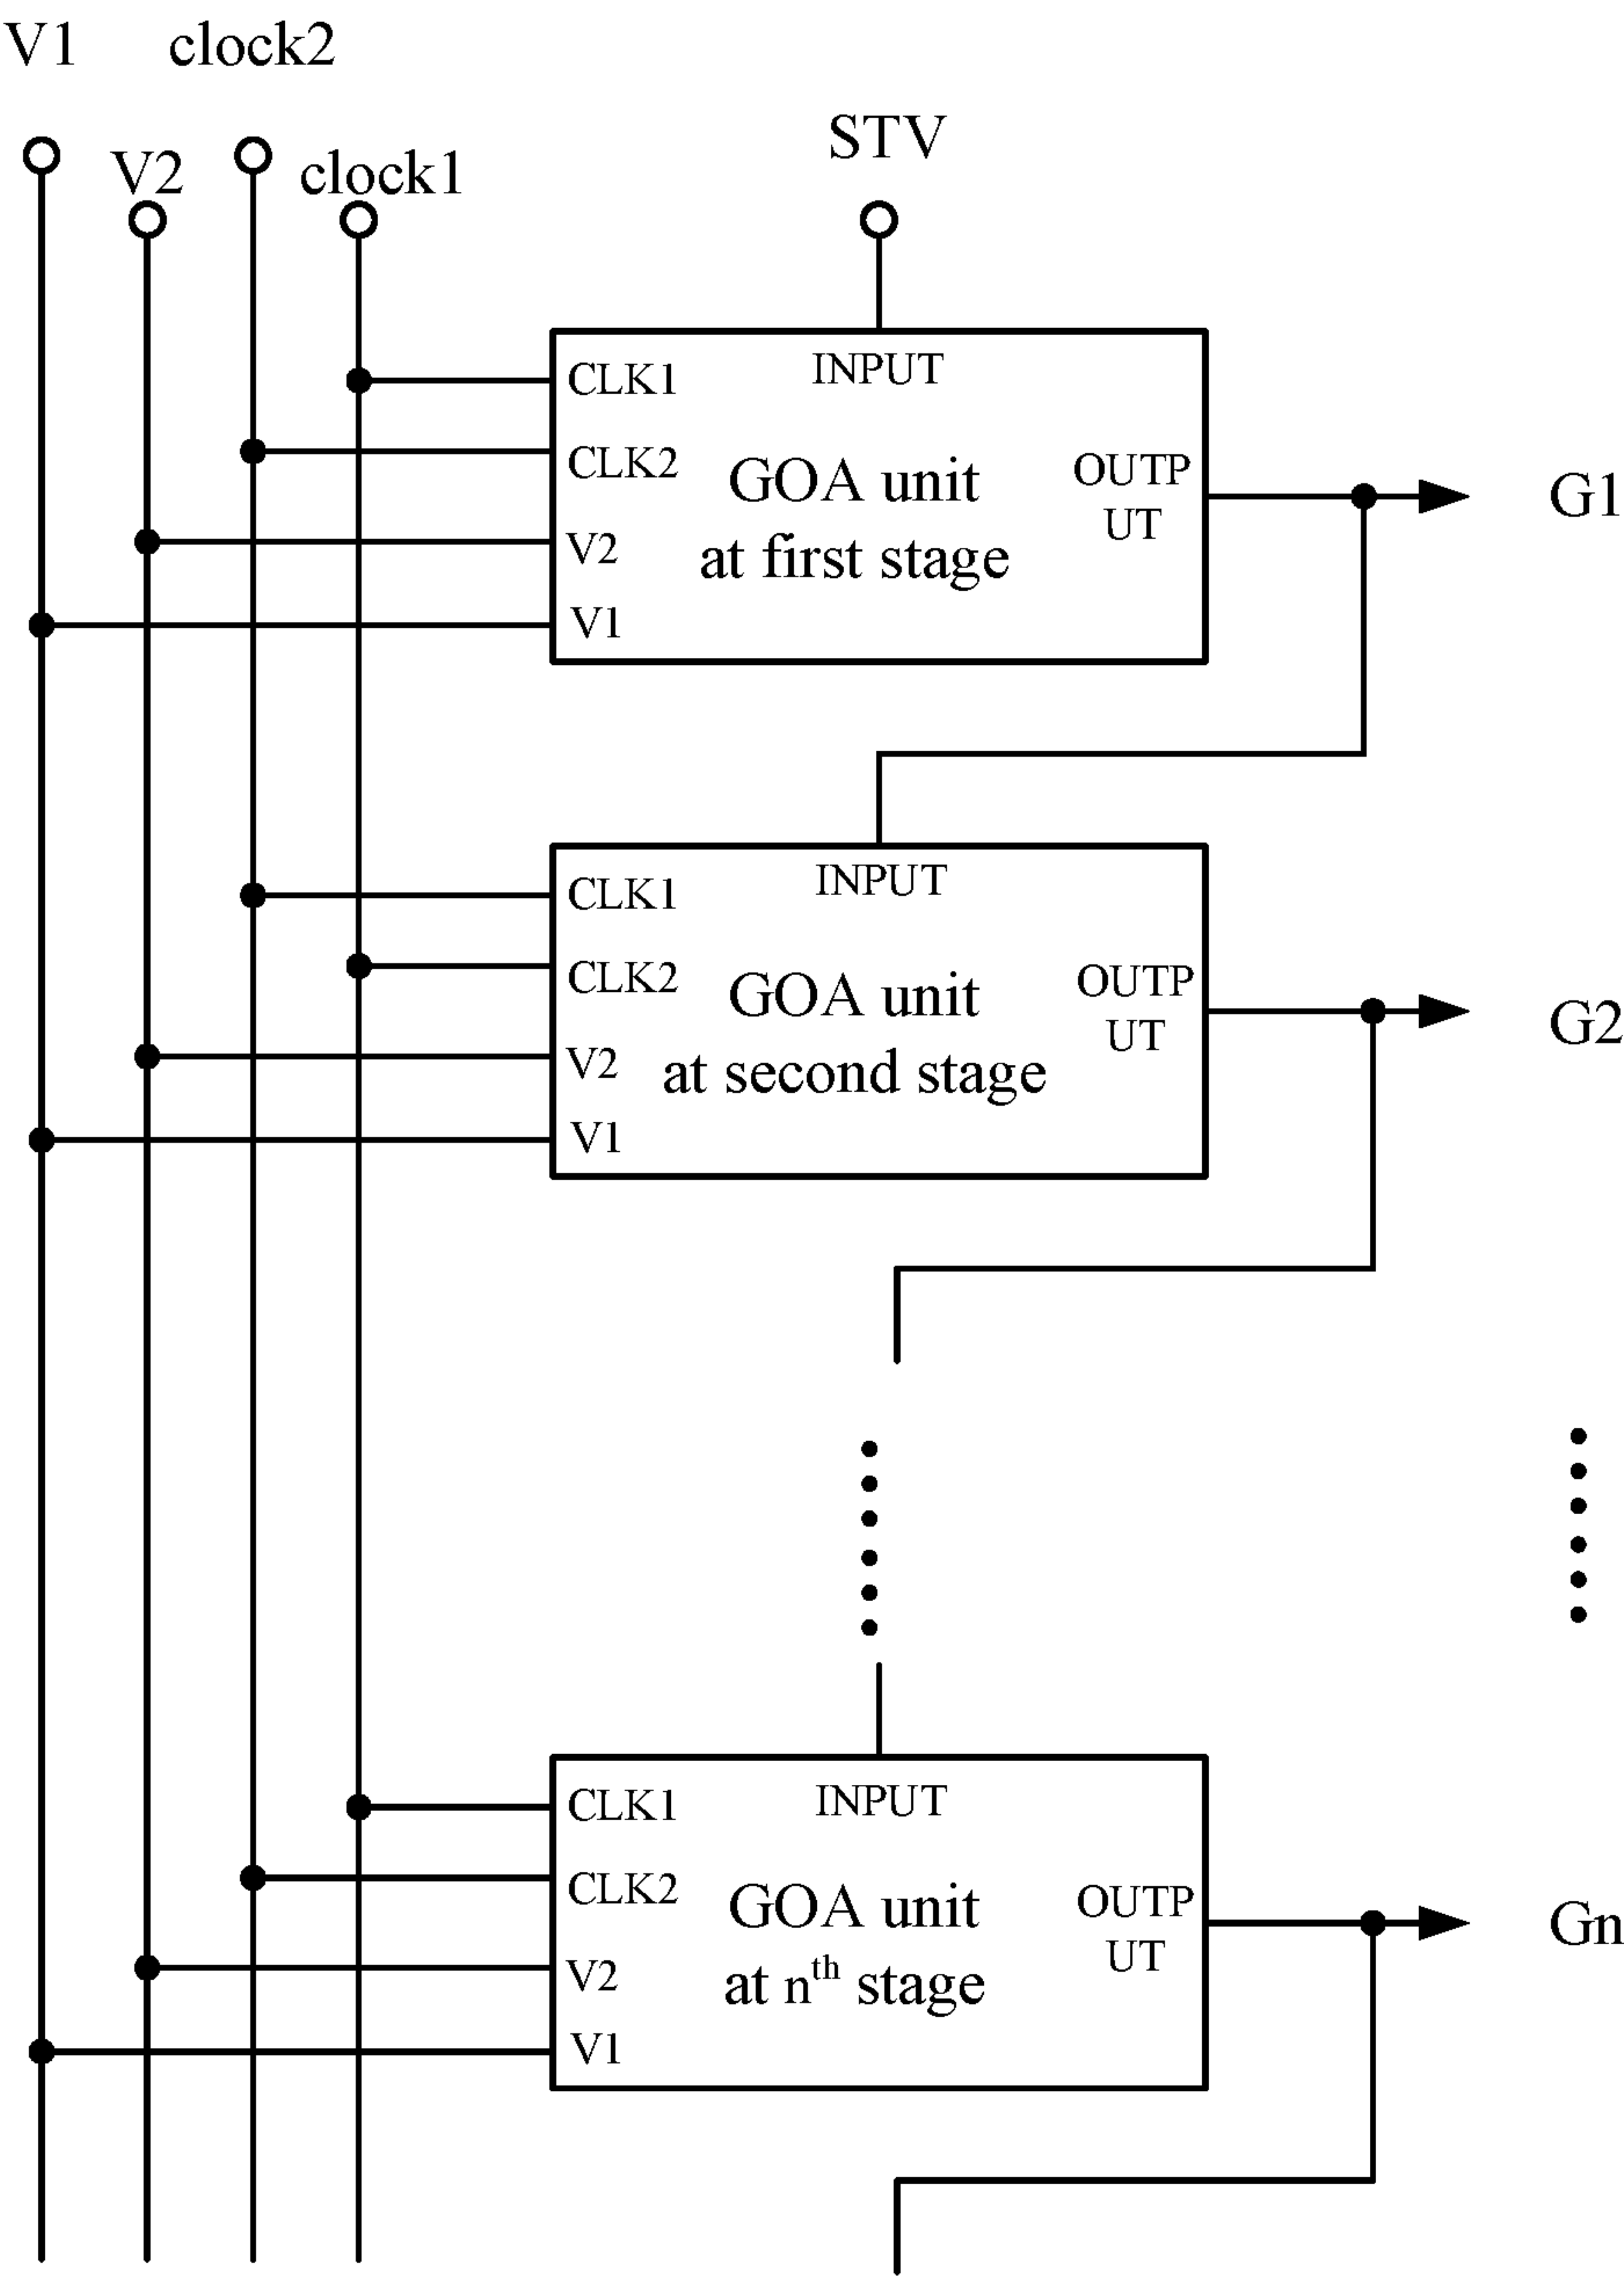 V1
clock2
STV
V2
clock1
CLK1
INPUT
CLK2
GOA unit
OUTP
UT
G1
at first stage
V2
V1
CLK1
INPUT
CLK2
GOA unit
OUTP
UT
G2
at second stage
V2
V1
CLK1
INPUT
CLK2
GOA unit
OUTP
UT
Gn
at nth stage
V2
V1